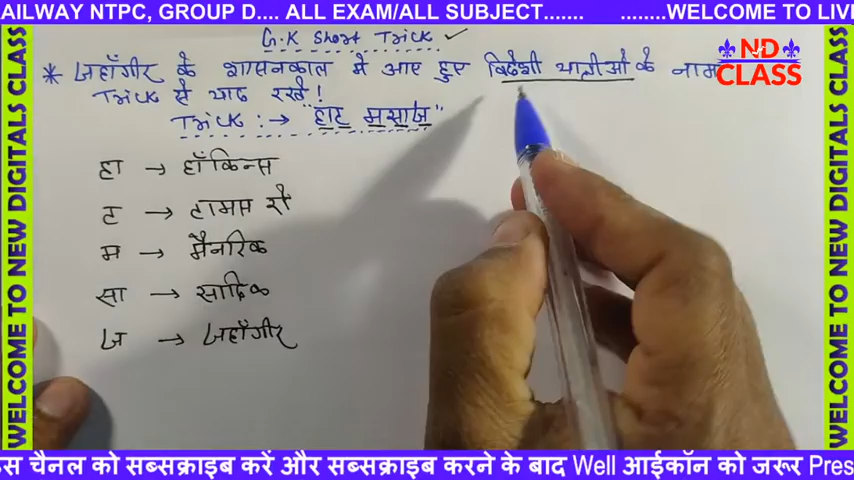 AILWAY NTPC, GROUP D.... ALL EXAM/ALL SUBJECT....... ........WELCOME TO LIV
G.K Short Trick ✓
ND
CLASS
* जहाँगीर के शासनकाल मे आए हुए विदेशी यात्रीओ के नाम
Trick से याद रखे!
Trick :→ "हाट मसाज"
हा → हॉकिन्स
ट → टामस रो
म → मैनरिक
सा → सादिक
ज → जहाँगीर
WELCOME TO NEW DIGITALS CLASS
WELCOME TO NEW DIGITALS CLASS
इस चैनल को सब्सक्राइब करें और सब्सक्राइब करने के बाद Well आईकॉन को जरूर Pres